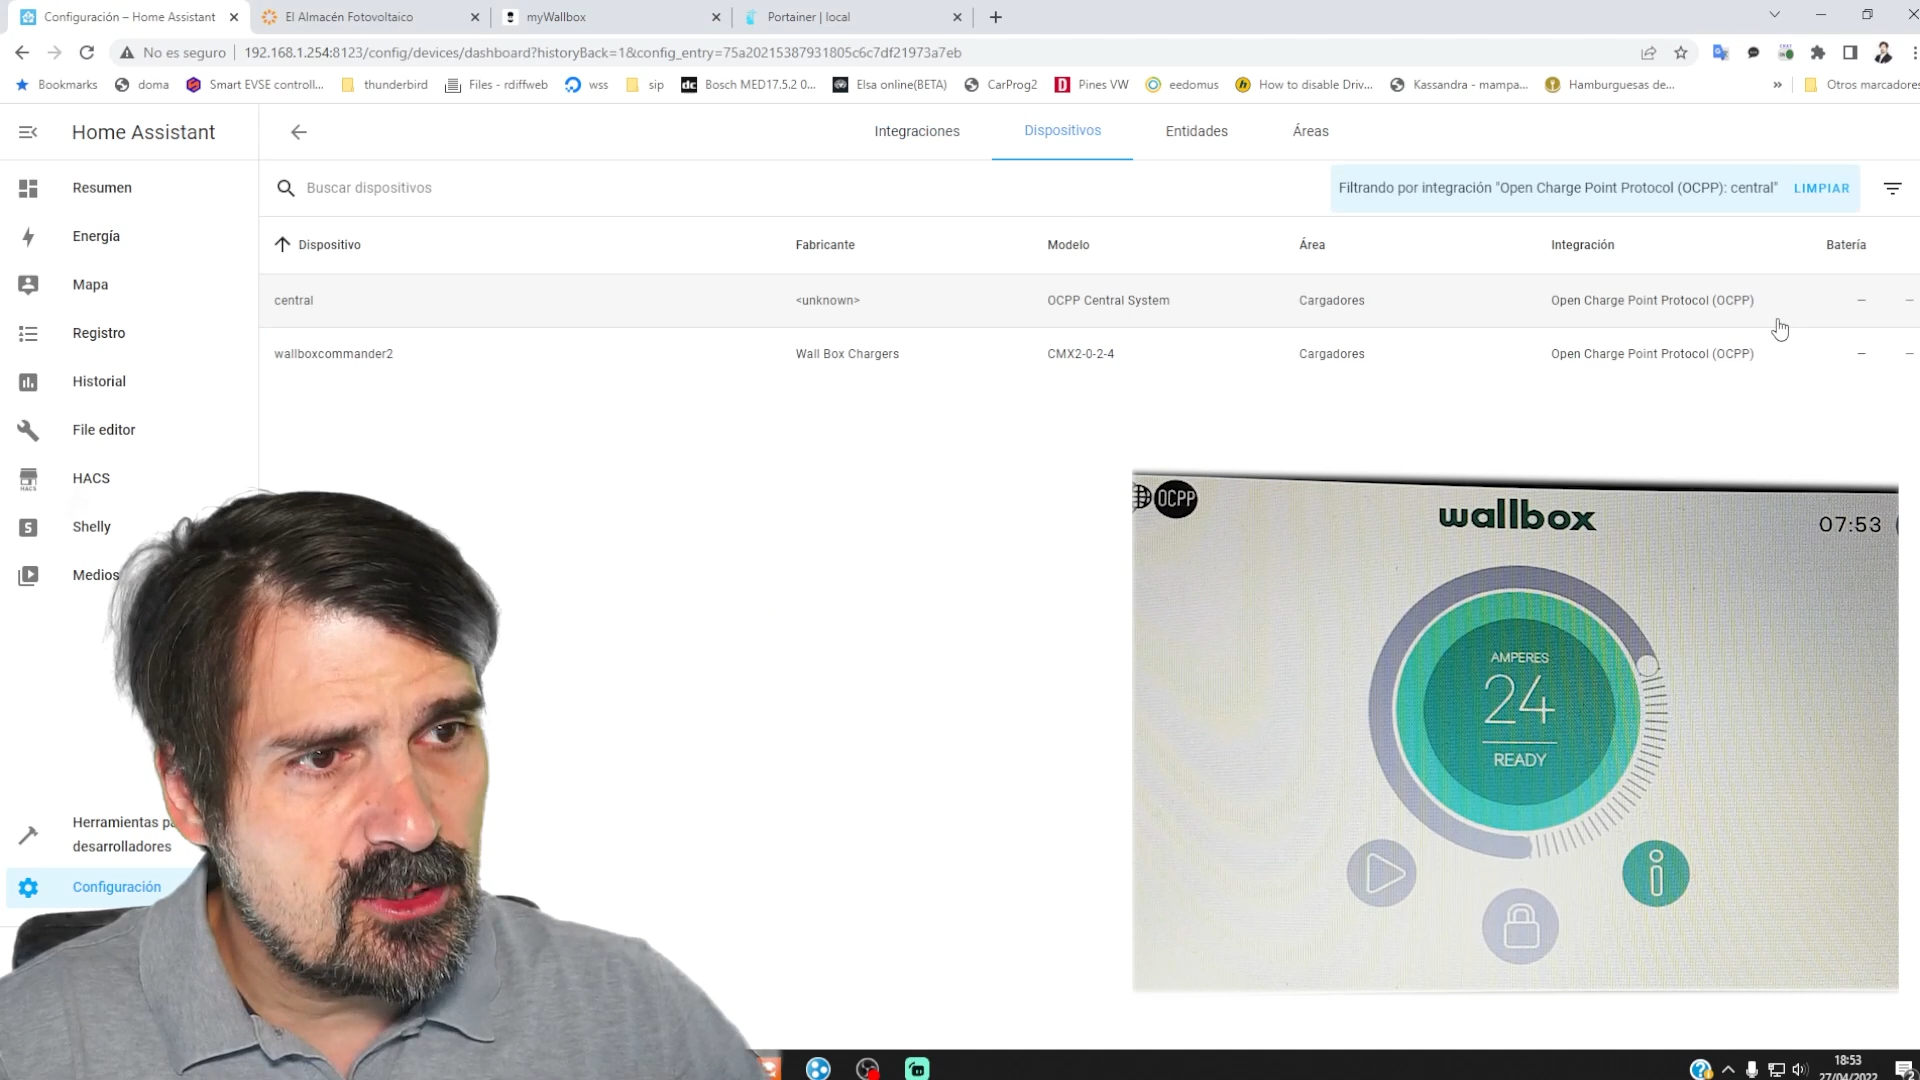 Configuración – Home Assistant
El Almacén Fotovoltaico
myWallbox
Portainer | local
No es seguro
192.168.1.254:8123/config/devices/dashboard?historyBack=1&config_entry=75a20215387931805c6c7df21973a7eb
Bookmarks
doma
Smart EVSE controll...
thunderbird
Files - rdiffweb
wss
sip
Bosch MED17.5.2 0...
Elsa online(BETA)
CarProg2
Pines VW
eedomus
How to disable Driv...
Kassandra - mampa...
Hamburguesas de...
»
Otros marcadores
Home Assistant
Integraciones
Dispositivos
Entidades
Áreas
Resumen
Buscar dispositivos
Filtrando por integración "Open Charge Point Protocol (OCPP): central"
LIMPIAR
Energía
Dispositivo
Fabricante
Modelo
Área
Integración
Batería
Mapa
central
<unknown>
OCPP Central System
Cargadores
Open Charge Point Protocol (OCPP)
–
–
Registro
wallboxcommander2
Wall Box Chargers
CMX2-0-2-4
Cargadores
Open Charge Point Protocol (OCPP)
–
–
Historial
File editor
HACS
HACS
Shelly
Medios
OCPP
wallbox
07:53
AMPERES
24
READY
Herramientas pa
desarrolladores
Configuración
18:53
27/04/2022